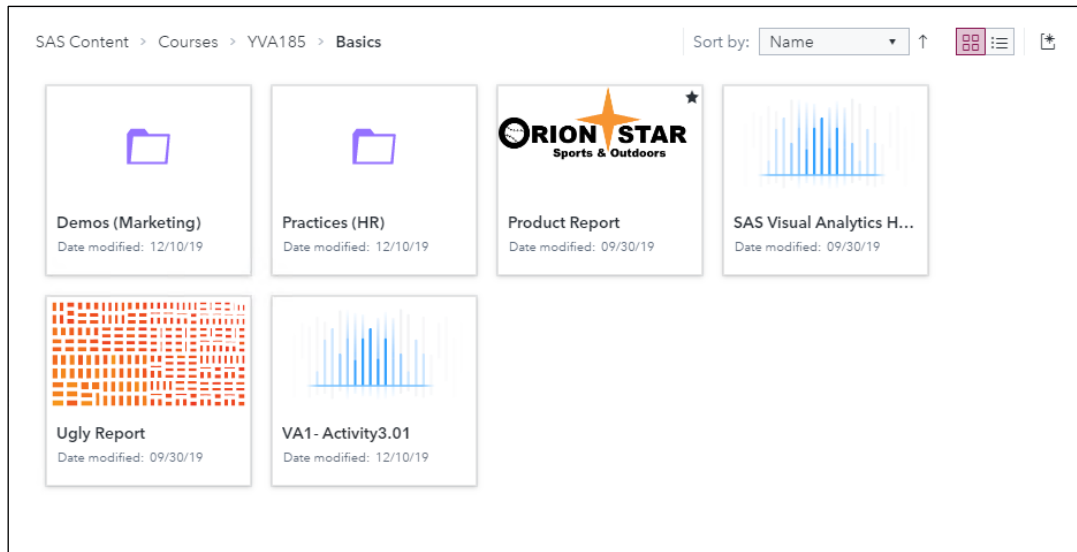 SAS Content > Courses > YVA185 > Basics
Sort by: Name
ORION STAR
Sports & Outdoors
Demos (Marketing)
Date modified: 12/10/19
Practices (HR)
Date modified: 12/10/19
Product Report
Date modified: 09/30/19
SAS Visual Analytics H...
Date modified: 09/30/19
Ugly Report
Date modified: 09/30/19
VA1- Activity3.01
Date modified: 12/10/19